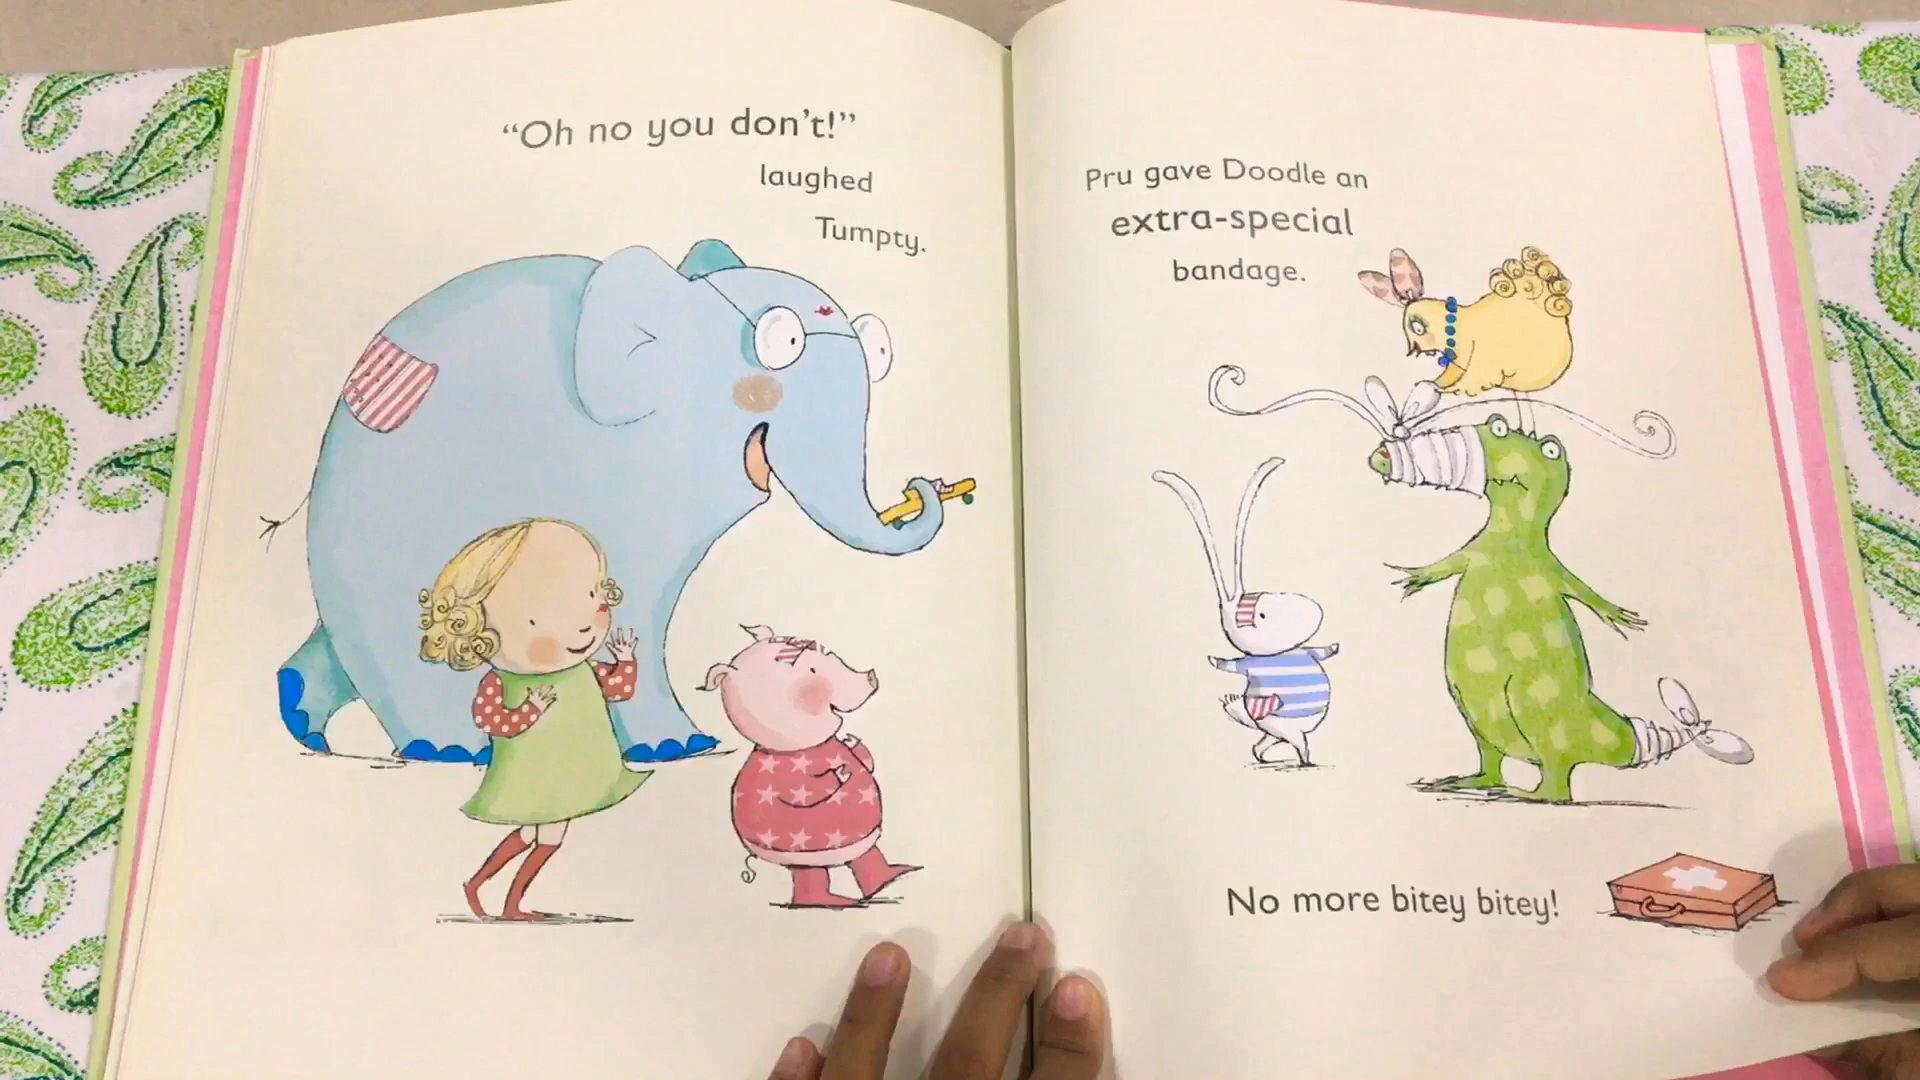 “Oh no you don’t!”
laughed
Tumpty.
Pru gave Doodle an
extra-special
bandage.
No more bitey bitey!